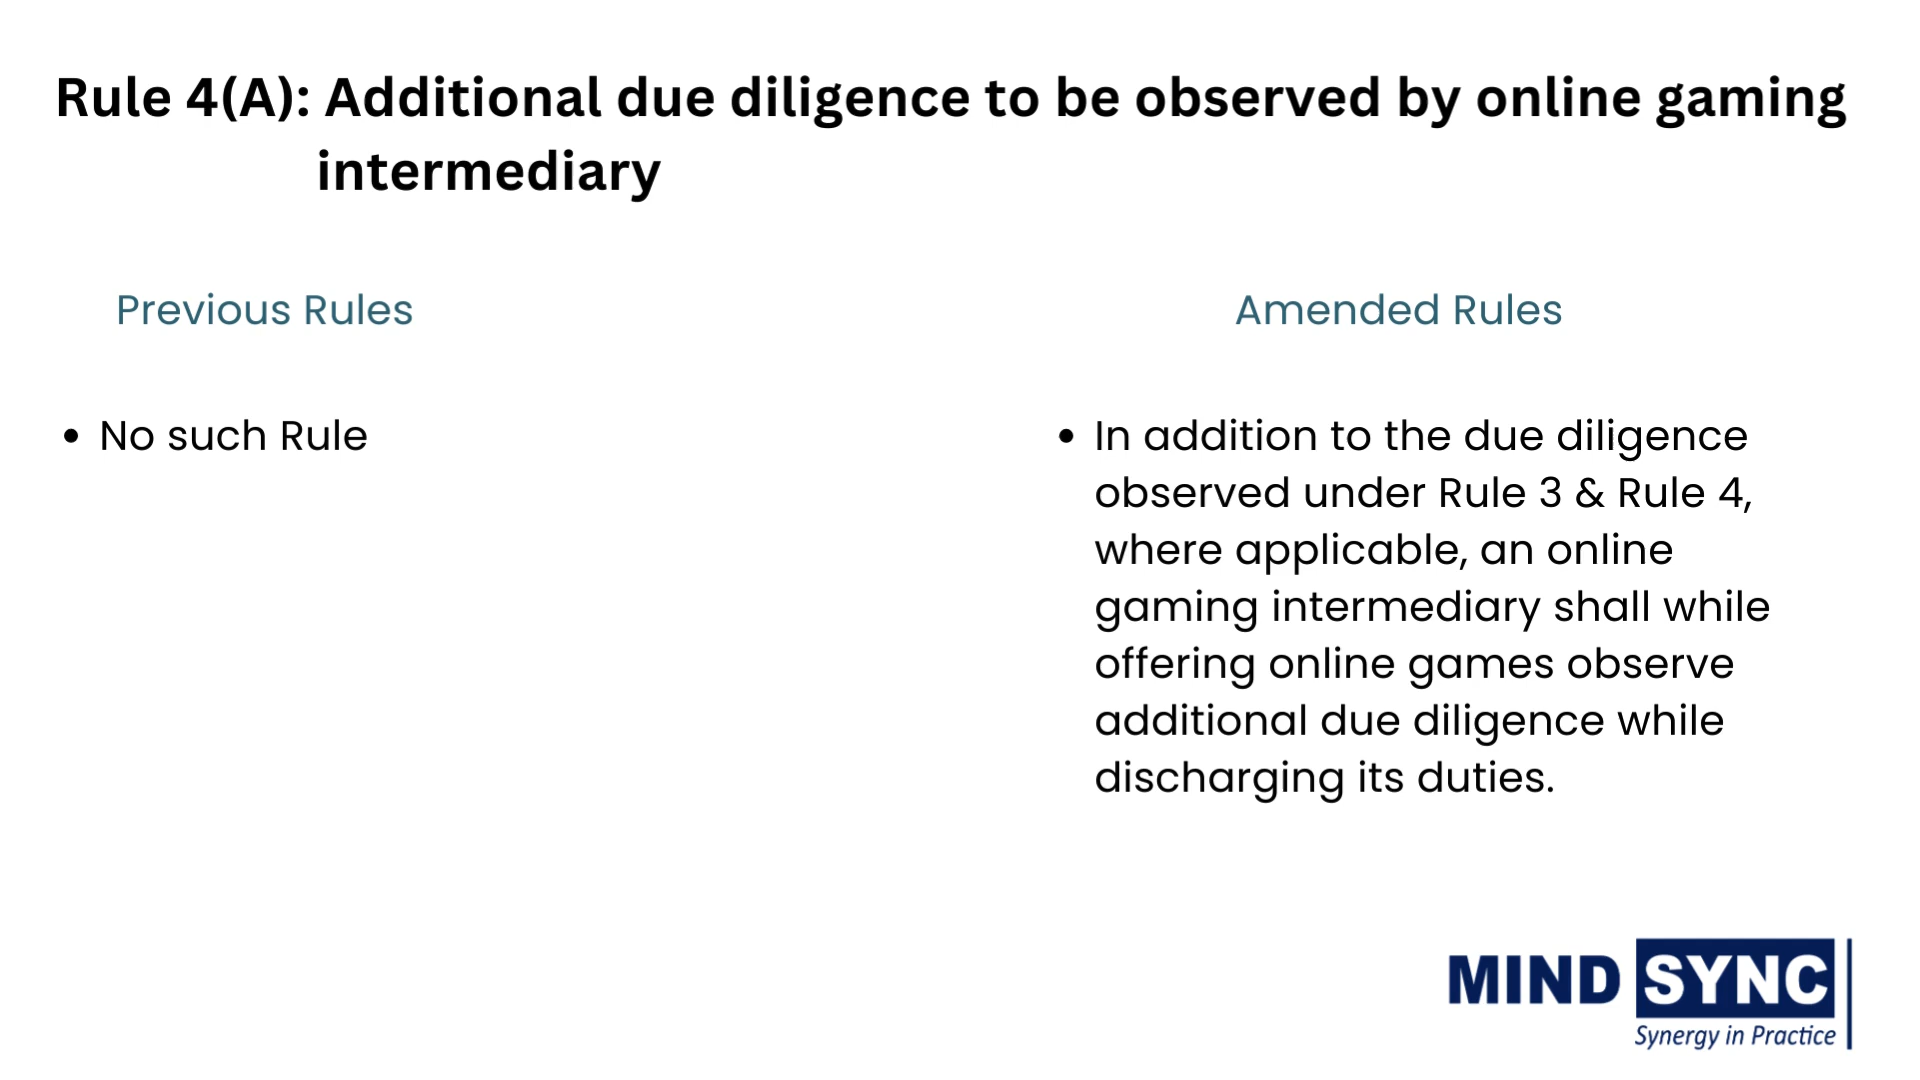 Rule 4(A): Additional due diligence to be observed by online gaming
intermediary
Previous Rules
• No such Rule
Amended Rules
• In addition to the due diligence
observed under Rule 3 & Rule 4,
where applicable, an online
gaming intermediary shall while
offering online games observe
additional due diligence while
discharging its duties.
MIND SYNC
Synergy in Practice